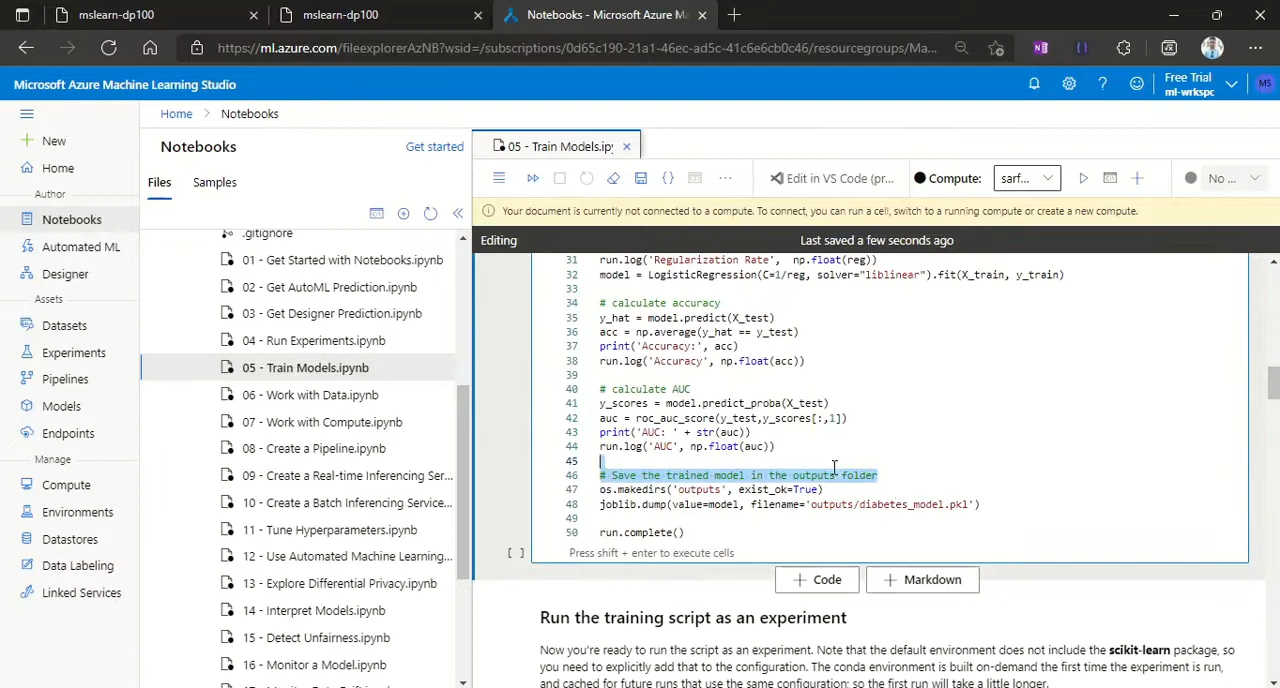 mslearn-dp100
mslearn-dp100
Notebooks - Microsoft Azure Ma
https://ml.azure.com/fileexplorerAzNB?wsid=/subscriptions/0d65c190-21a1-46ec-ad5c-41c6e6cb0c46/resourcegroups/Ma...
Microsoft Azure Machine Learning Studio
Free Trial
ml-wrkspc
MS
New
Home
Author
Notebooks
Automated ML
Designer
Assets
Datasets
Experiments
Pipelines
Models
Endpoints
Manage
Compute
Environments
Datastores
Data Labeling
Linked Services
Home > Notebooks
Notebooks
Get started
Files
Samples
.gitignore
01 - Get Started with Notebooks.ipynb
02 - Get AutoML Prediction.ipynb
03 - Get Designer Prediction.ipynb
04 - Run Experiments.ipynb
05 - Train Models.ipynb
06 - Work with Data.ipynb
07 - Work with Compute.ipynb
08 - Create a Pipeline.ipynb
09 - Create a Real-time Inferencing Ser...
10 - Create a Batch Inferencing Service...
11 - Tune Hyperparameters.ipynb
12 - Use Automated Machine Learning...
13 - Explore Differential Privacy.ipynb
14 - Interpret Models.ipynb
15 - Detect Unfairness.ipynb
16 - Monitor a Model.ipynb
05 - Train Models.ip
Edit in VS Code (pr...
Compute:
sarf...
No ...
Your document is currently not connected to a compute. To connect, you can run a cell, switch to a running compute or create a new compute.
Editing
Last saved a few seconds ago
31 run.log('Regularization Rate', np.float(reg))
32 model = LogisticRegression(C=1/reg, solver="liblinear").fit(X_train, y_train)
33
34 # calculate accuracy
35 y_hat = model.predict(X_test)
36 acc = np.average(y_hat == y_test)
37 print('Accuracy:', acc)
38 run.log('Accuracy', np.float(acc))
39
40 # calculate AUC
41 y_scores = model.predict_proba(X_test)
42 auc = roc_auc_score(y_test,y_scores[:,1])
43 print('AUC: ' + str(auc))
44 run.log('AUC', np.float(auc))
45
46 # Save the trained model in the outputs folder
47 os.makedirs('outputs', exist_ok=True)
48 joblib.dump(value=model, filename='outputs/diabetes_model.pkl')
49
50 run.complete()
[ ] Press shift + enter to execute cells
+ Code
+ Markdown
Run the training script as an experiment
Now you're ready to run the script as an experiment. Note that the default environment does not include the scikit-learn package, so
you need to explicitly add that to the configuration. The conda environment is built on-demand the first time the experiment is run,
and cached for future runs that use the same configuration; so the first run will take a little longer.